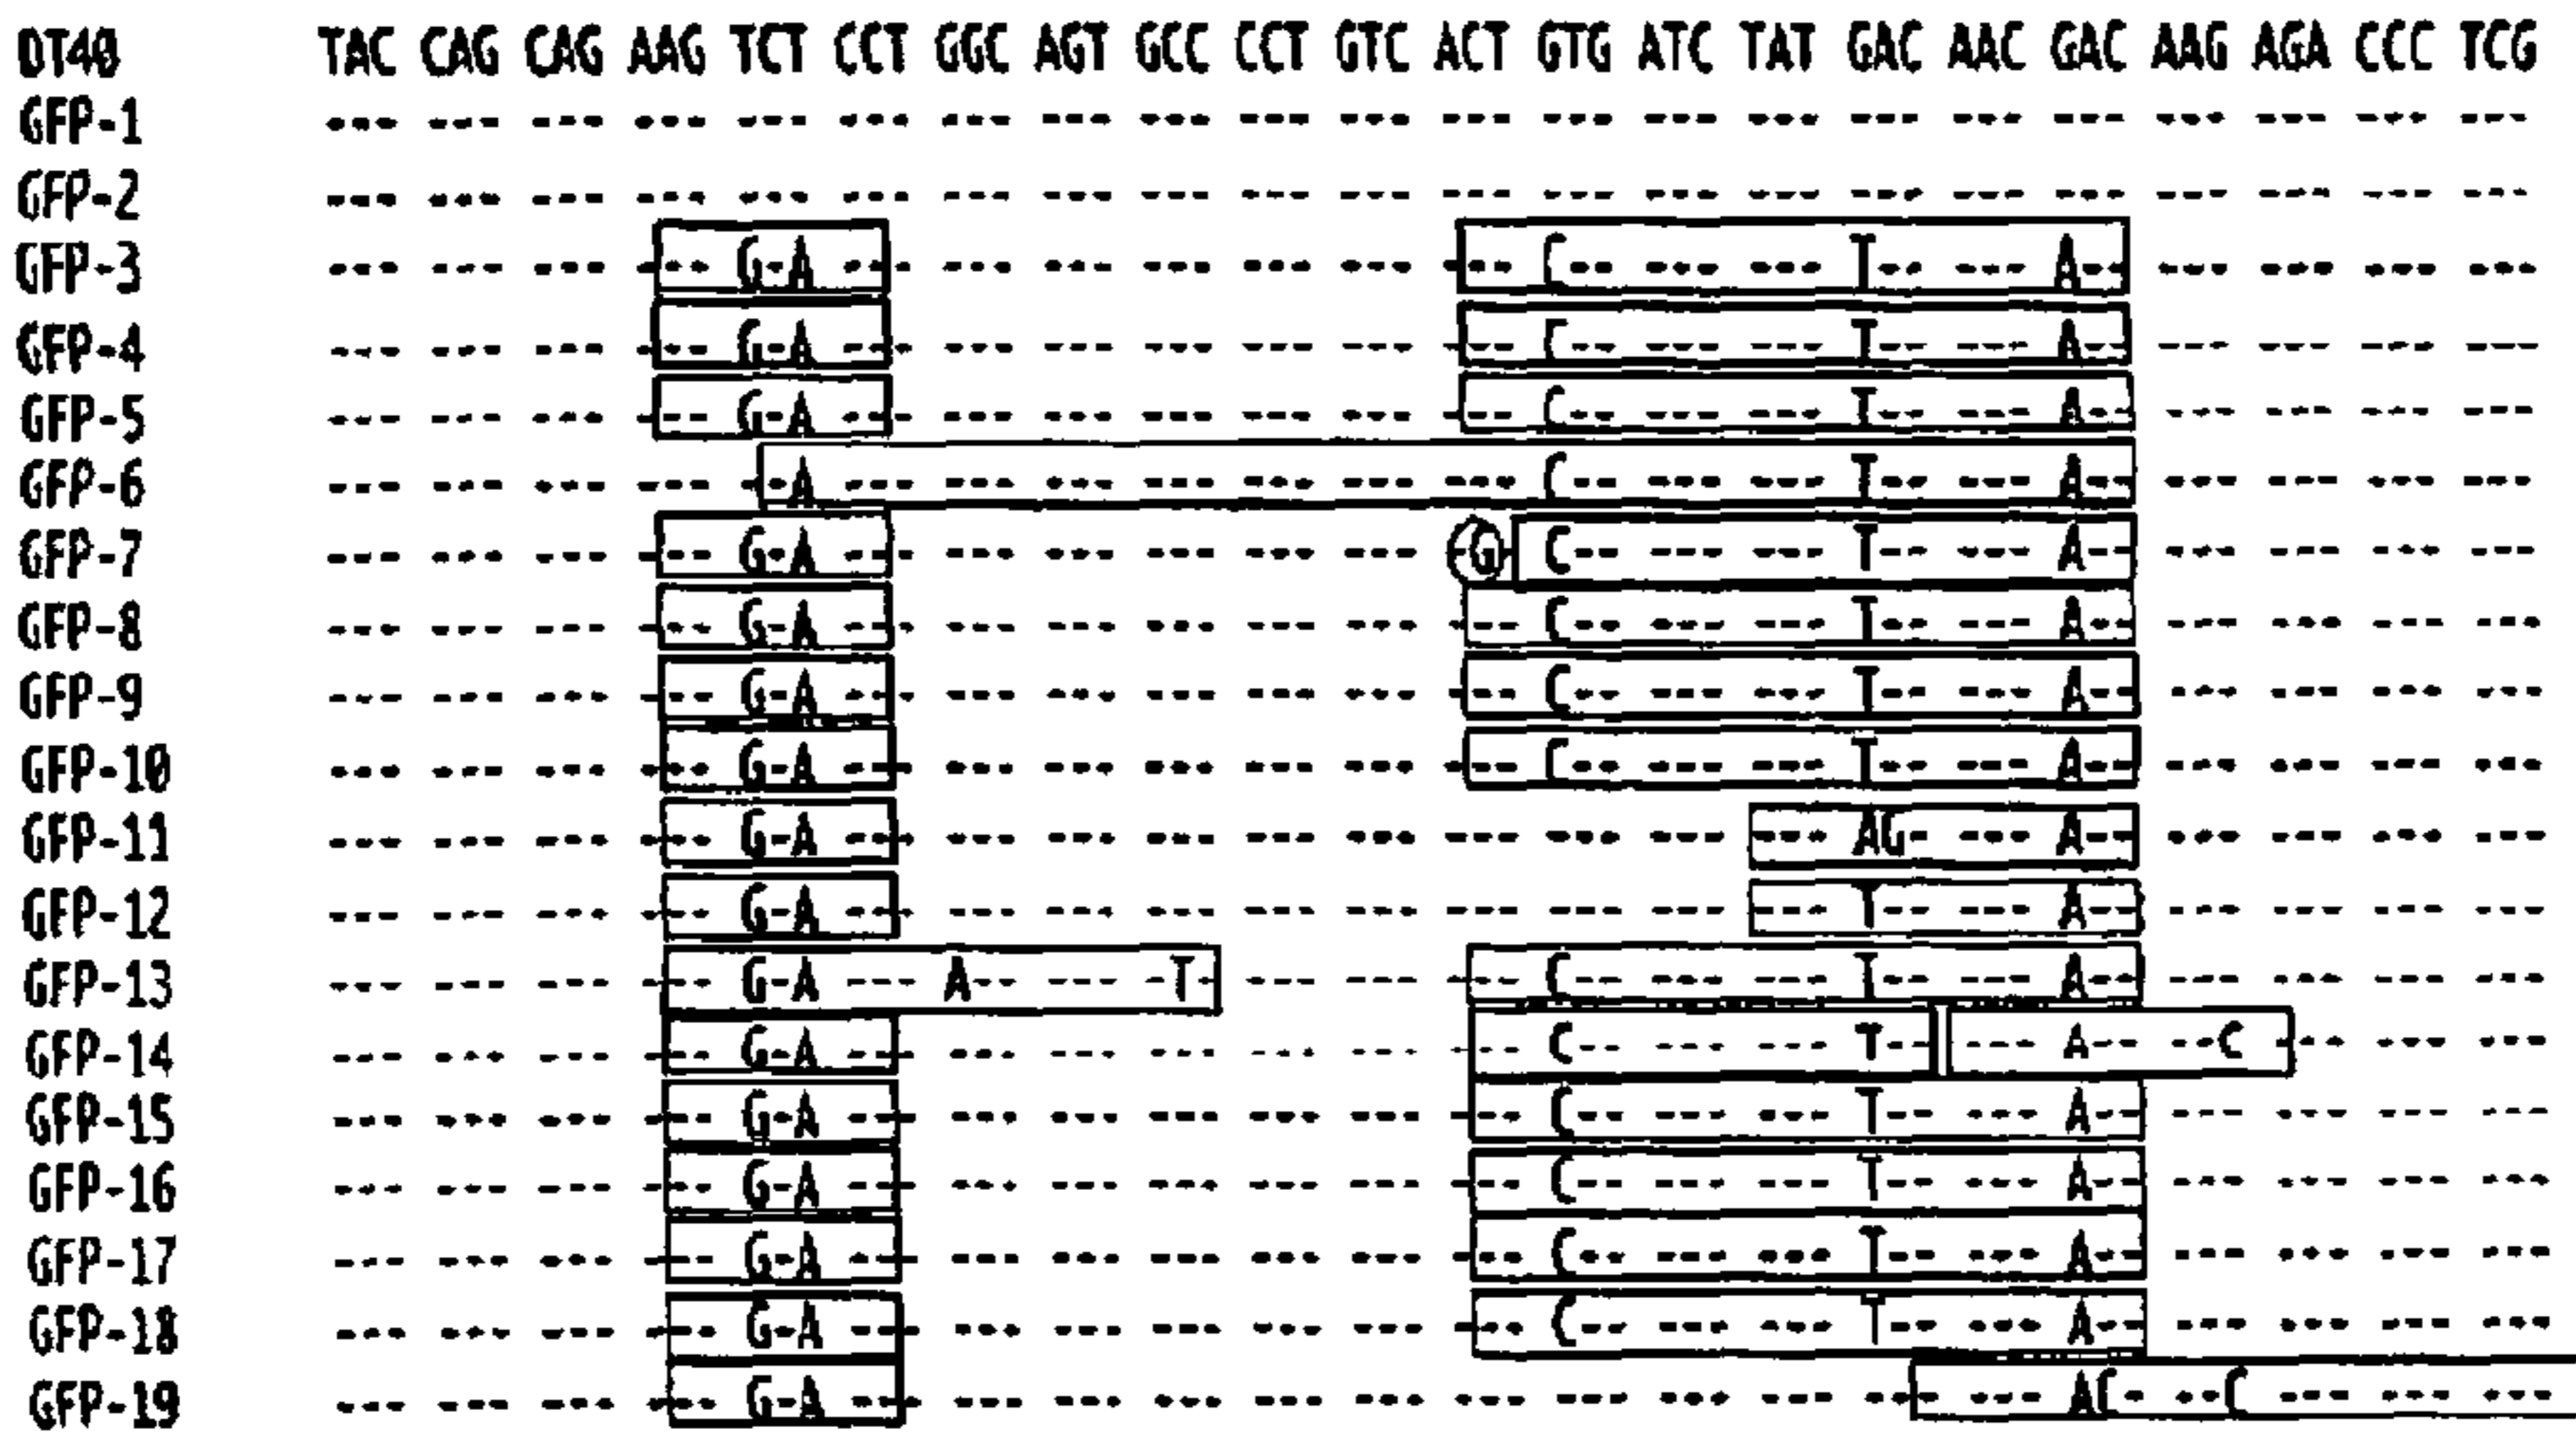 DT40 TAC CAG CAG AAG TCT CCT GGC AGT GCC CCT GTC ACT GTG ATC TAT GAC AAC GAC AAG AGA CCC TCG
GFP-1 --- --- --- --- --- --- --- --- --- --- --- --- --- --- --- --- --- --- --- --- --- ---
GFP-2 --- --- --- --- --- --- --- --- --- --- --- --- --- --- --- --- --- --- --- --- --- ---
GFP-3 --- --- --- --- G-A --- --- --- --- --- --- --- C-- --- --- T-- --- A-- --- --- --- ---
GFP-4 --- --- --- --- G-A --- --- --- --- --- --- --- C-- --- --- T-- --- A-- --- --- --- ---
GFP-5 --- --- --- --- G-A --- --- --- --- --- --- --- C-- --- --- T-- --- A-- --- --- --- ---
GFP-6 --- --- --- --- --A --- --- --- --- --- --- --- C-- --- --- T-- --- A-- --- --- --- ---
GFP-7 --- --- --- --- G-A --- --- --- --- --- --- -G- C-- --- --- T-- --- A-- --- --- --- ---
GFP-8 --- --- --- --- G-A --- --- --- --- --- --- --- C-- --- --- T-- --- A-- --- --- --- ---
GFP-9 --- --- --- --- G-A --- --- --- --- --- --- --- C-- --- --- T-- --- A-- --- --- --- ---
GFP-10 --- --- --- --- G-A --- --- --- --- --- --- --- C-- --- --- T-- --- A-- --- --- --- ---
GFP-11 --- --- --- --- G-A --- --- --- --- --- --- --- --- --- --- AG- --- A-- --- --- --- ---
GFP-12 --- --- --- --- G-A --- --- --- --- --- --- --- --- --- --- T-- --- A-- --- --- --- ---
GFP-13 --- --- --- --- G-A --- A-- --- -T- --- --- --- C-- --- --- T-- --- A-- --- --- --- ---
GFP-14 --- --- --- --- G-A --- --- --- --- --- --- --- C-- --- --- T-- --- A-- --C --- --- ---
GFP-15 --- --- --- --- G-A --- --- --- --- --- --- --- C-- --- --- T-- --- A-- --- --- --- ---
GFP-16 --- --- --- --- G-A --- --- --- --- --- --- --- C-- --- --- T-- --- A-- --- --- --- ---
GFP-17 --- --- --- --- G-A --- --- --- --- --- --- --- C-- --- --- T-- --- A-- --- --- --- ---
GFP-18 --- --- --- --- G-A --- --- --- --- --- --- --- C-- --- --- T-- --- A-- --- --- --- ---
GFP-19 --- --- --- --- G-A --- --- --- --- --- --- --- --- --- --- --- --- AC- --C --- --- ---